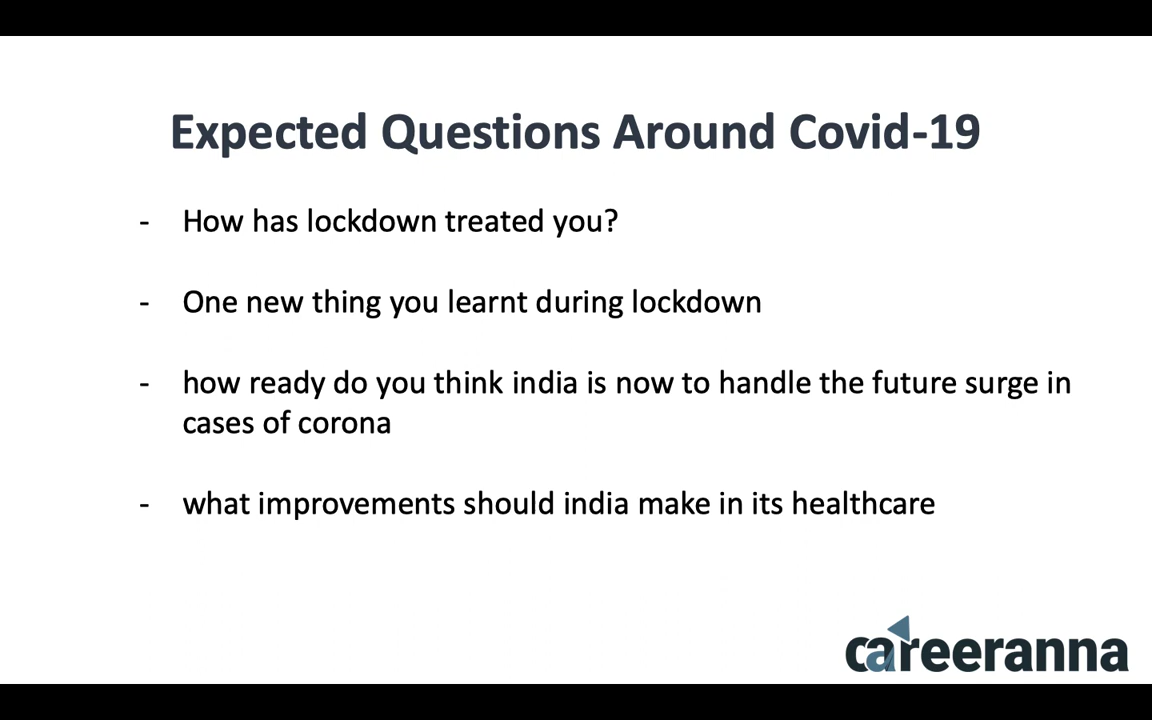 Expected Questions Around Covid-19
- How has lockdown treated you?
- One new thing you learnt during lockdown
- how ready do you think india is now to handle the future surge in
cases of corona
- what improvements should india make in its healthcare
careeranna